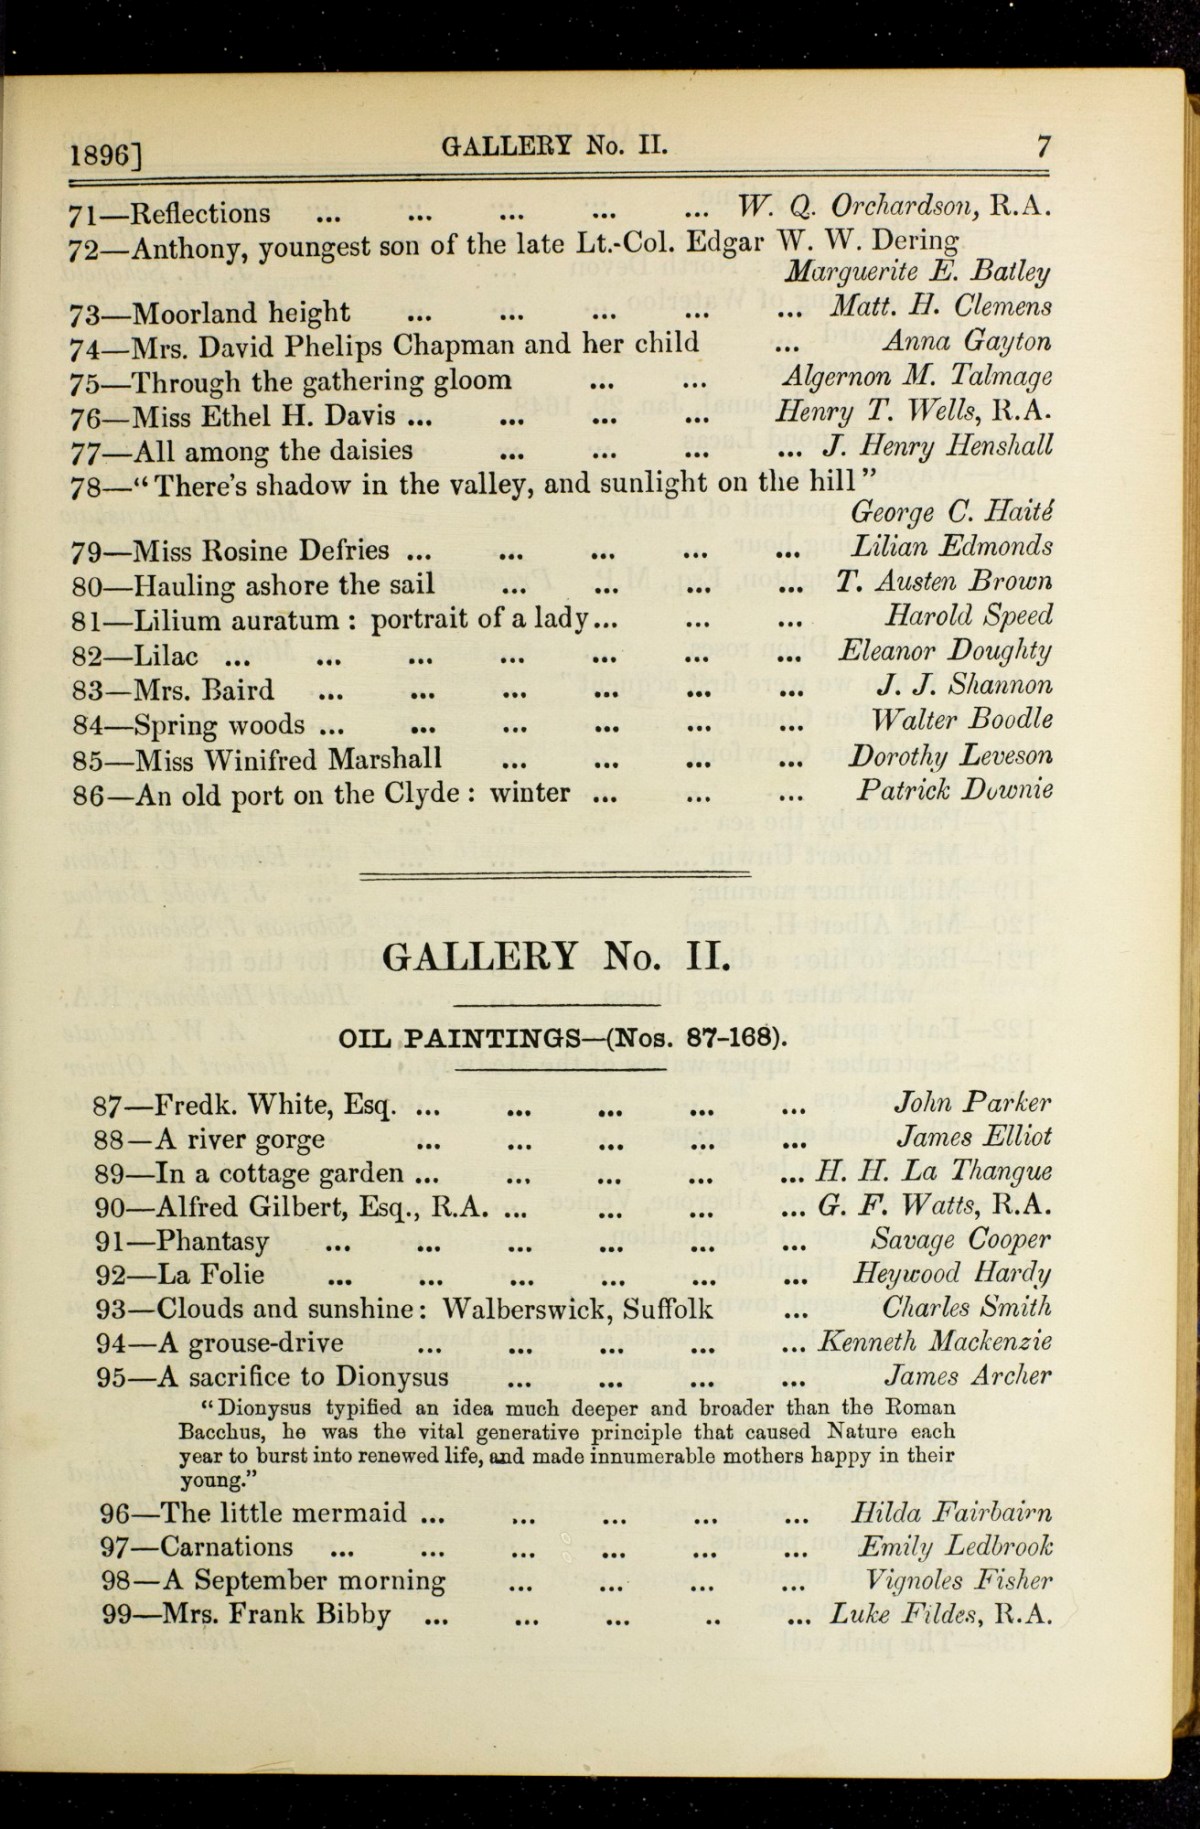 1896] GALLERY No. II. 7
71—Reflections ... ... ... ... ... W. Q. Orchardson, R.A.
72—Anthony, youngest son of the late Lt.-Col. Edgar W. W. Dering
Marguerite E. Batley
73—Moorland height ... ... ... ... ... Matt. H. Clemens
74—Mrs. David Phelips Chapman and her child ... Anna Gayton
75—Through the gathering gloom ... ... Algernon M. Talmage
76—Miss Ethel H. Davis ... ... ... ... Henry T. Wells, R.A.
77—All among the daisies ... ... ... ... J. Henry Henshall
78—“There's shadow in the valley, and sunlight on the hill”
George C. Haité
79—Miss Rosine Defries ... ... ... ... ... Lilian Edmonds
80—Hauling ashore the sail ... ... ... ... T. Austen Brown
81—Lilium auratum : portrait of a lady... ... ... Harold Speed
82—Lilac ... ... ... ... ... ... ... Eleanor Doughty
83—Mrs. Baird ... ... ... ... ... ... J. J. Shannon
84—Spring woods ... ... ... ... ... ... Walter Boodle
85—Miss Winifred Marshall ... ... ... ... Dorothy Leveson
86—An old port on the Clyde : winter ... ... ... Patrick Downie
GALLERY No. II.
OIL PAINTINGS—(Nos. 87-168).
87—Fredk. White, Esq. ... ... ... ... ... John Parker
88—A river gorge ... ... ... ... ... James Elliot
89—In a cottage garden ... ... ... ... ... H. H. La Thangue
90—Alfred Gilbert, Esq., R.A. ... ... ... ... G. F. Watts, R.A.
91—Phantasy ... ... ... ... ... ... Savage Cooper
92—La Folie ... ... ... ... ... ... Heywood Hardy
93—Clouds and sunshine : Walberswick, Suffolk ... Charles Smith
94—A grouse-drive ... ... ... ... ... Kenneth Mackenzie
95—A sacrifice to Dionysus ... ... ... ... James Archer
“Dionysus typified an idea much deeper and broader than the Roman
Bacchus, he was the vital generative principle that caused Nature each
year to burst into renewed life, and made innumerable mothers happy in their
young.”
96—The little mermaid ... ... ... ... ... Hilda Fairbairn
97—Carnations ... ... ... ... ... ... Emily Ledbrook
98—A September morning ... ... ... ... Vignoles Fisher
99—Mrs. Frank Bibby ... ... ... .. ... Luke Fildes, R.A.